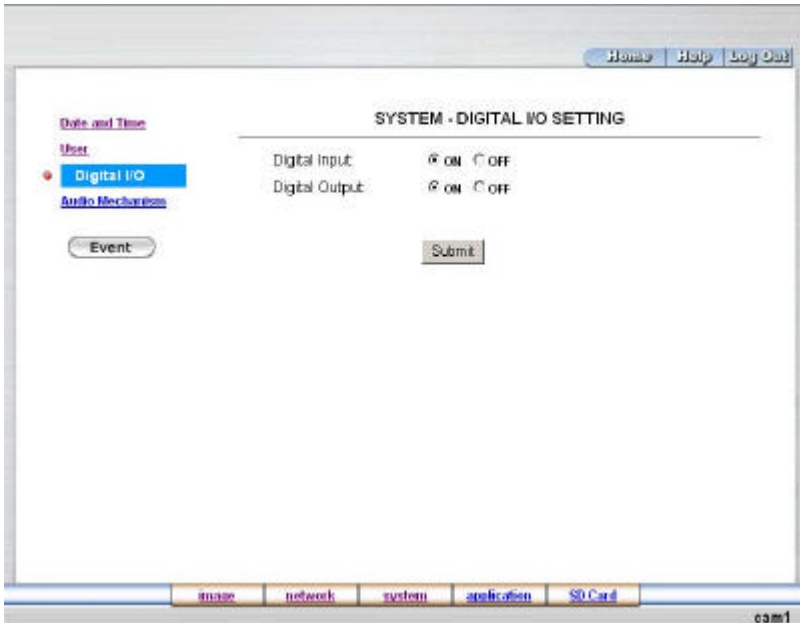 Home Help Log Out
Date and Time
User
Digital I/O
Audio Mechanism
Event
SYSTEM - DIGITAL I/O SETTING
Digital Input: ON OFF
Digital Output: ON OFF
Submit
image network system application SD Card
cam1